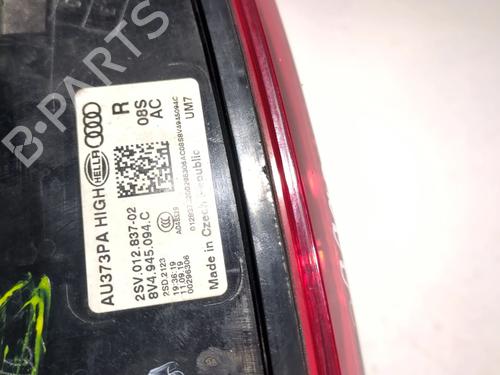 AU373PA HIGH HELLA
R
08S
AC
UM7
2SV.012.837-02
8V4.945.094.C
2SD.2123
19:36:19
11.09.19
00296306
A048519
Made in Czech Republic
B-PARTS